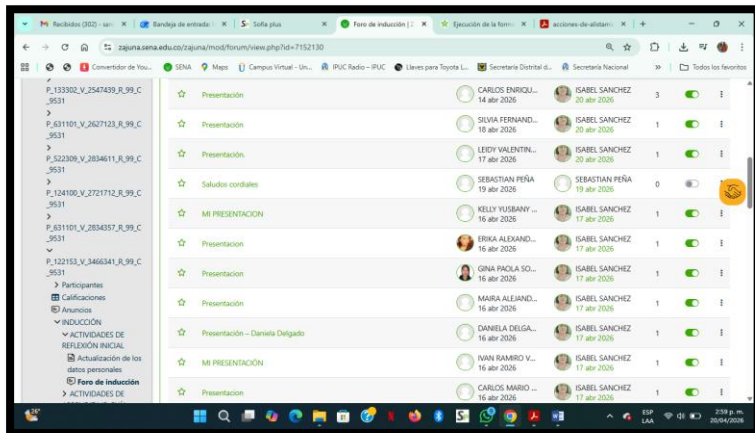 Recibidos (302) - san
Bandeja de entrada
Sofia plus
Foro de inducción | Z
Ejecución de la forma
acciones-de-alistami
zajuna.sena.edu.co/zajuna/mod/forum/view.php?id=7152130
Convertidor de You...
SENA
Maps
Campus Virtual - Un...
IPUC Radio – IPUC
Llaves para Toyota L...
Secretaría Distrital d...
Secretaría Nacional
Todos los favoritos
P_133302_V_2547439_R_99_C
_9531
P_631101_V_2627123_R_99_C
_9531
P_522309_V_2834611_R_99_C
_9531
P_124100_V_2721712_R_99_C
_9531
P_631101_V_2834357_R_99_C
_9531
P_122153_V_3466341_R_99_C
_9531
Participantes
Calificaciones
Anuncios
INDUCCIÓN
ACTIVIDADES DE
REFLEXIÓN INICIAL
Actualización de los
datos personales
Foro de inducción
ACTIVIDADES DE
Presentación CARLOS ENRIQU... ISABEL SANCHEZ 3
14 abr 2026 20 abr 2026
Presentación SILVIA FERNAND... ISABEL SANCHEZ 1
18 abr 2026 20 abr 2026
Presentación. LEIDY VALENTIN... ISABEL SANCHEZ 1
17 abr 2026 20 abr 2026
Saludos cordiales SEBASTIAN PEÑA SEBASTIAN PEÑA 0
19 abr 2026 19 abr 2026
MI PRESENTACION KELLY YUSBANY ... ISABEL SANCHEZ 1
16 abr 2026 17 abr 2026
Presentacion ERIKA ALEXAND... ISABEL SANCHEZ 1
16 abr 2026 17 abr 2026
Presentacion GINA PAOLA SO... ISABEL SANCHEZ 1
16 abr 2026 17 abr 2026
Presentación MAIRA ALEJAND... ISABEL SANCHEZ 1
16 abr 2026 17 abr 2026
Presentación – Daniela Delgado DANIELA DELGA... ISABEL SANCHEZ 1
16 abr 2026 17 abr 2026
MI PRESENTACIÓN IVAN RAMIRO V... ISABEL SANCHEZ 1
16 abr 2026 17 abr 2026
Presentacion CARLOS MARIO ... ISABEL SANCHEZ 1
16 abr 2026 17 abr 2026
26°
ESP
LAA
2:59 p. m.
20/04/2026